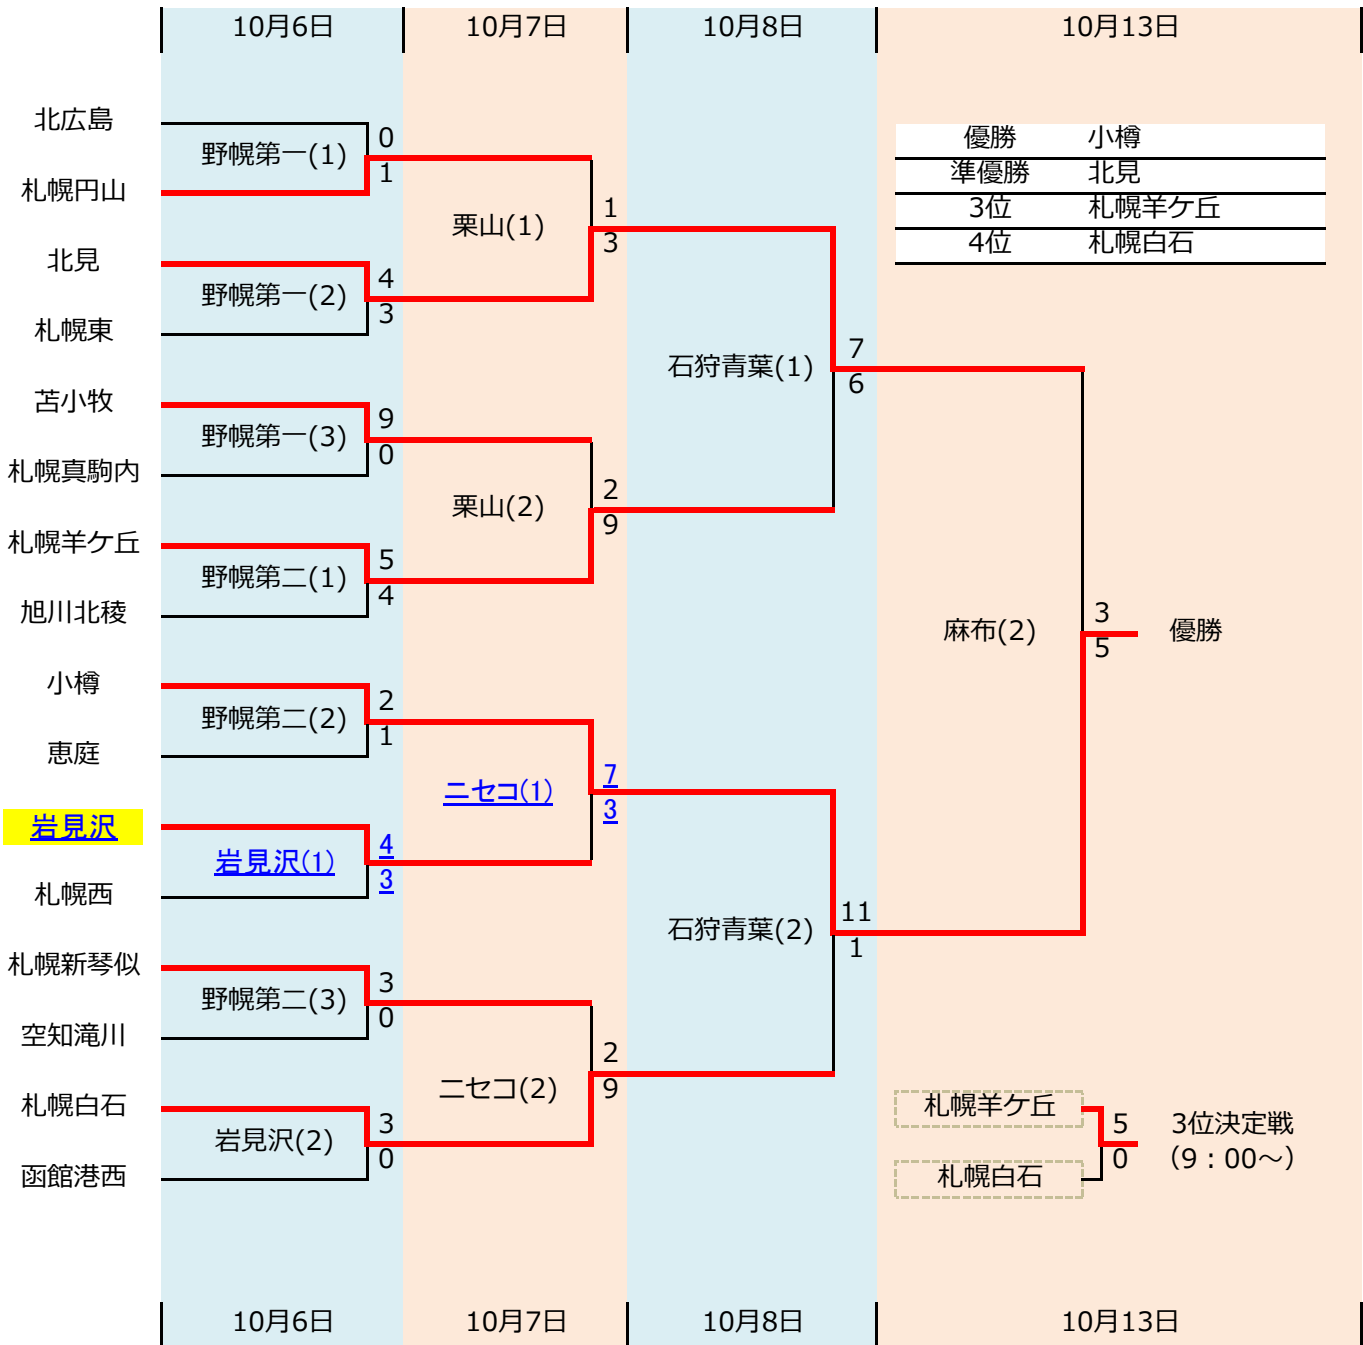 10月6日 10月7日 10月8日 10月13日
北広島
野幌第一(1)
0
1
札幌円山
優勝 小樽
準優勝 北見
3位 札幌羊ケ丘
4位 札幌白石
栗山(1)
1
3
北見
野幌第一(2)
4
3
札幌東
石狩青葉(1)
7
6
苫小牧
野幌第一(3)
9
0
札幌真駒内
栗山(2)
2
9
札幌羊ケ丘
野幌第二(1)
5
4
旭川北稜
麻布(2)
3
5
優勝
小樽
野幌第二(2)
2
1
恵庭
ニセコ(1)
7
3
岩見沢
岩見沢(1)
4
3
札幌西
石狩青葉(2)
11
1
札幌新琴似
野幌第二(3)
3
0
空知滝川
ニセコ(2)
2
9
札幌白石
岩見沢(2)
3
0
函館港西
札幌羊ケ丘
5
0
札幌白石
3位決定戦
（9：00～）
10月6日 10月7日 10月8日 10月13日